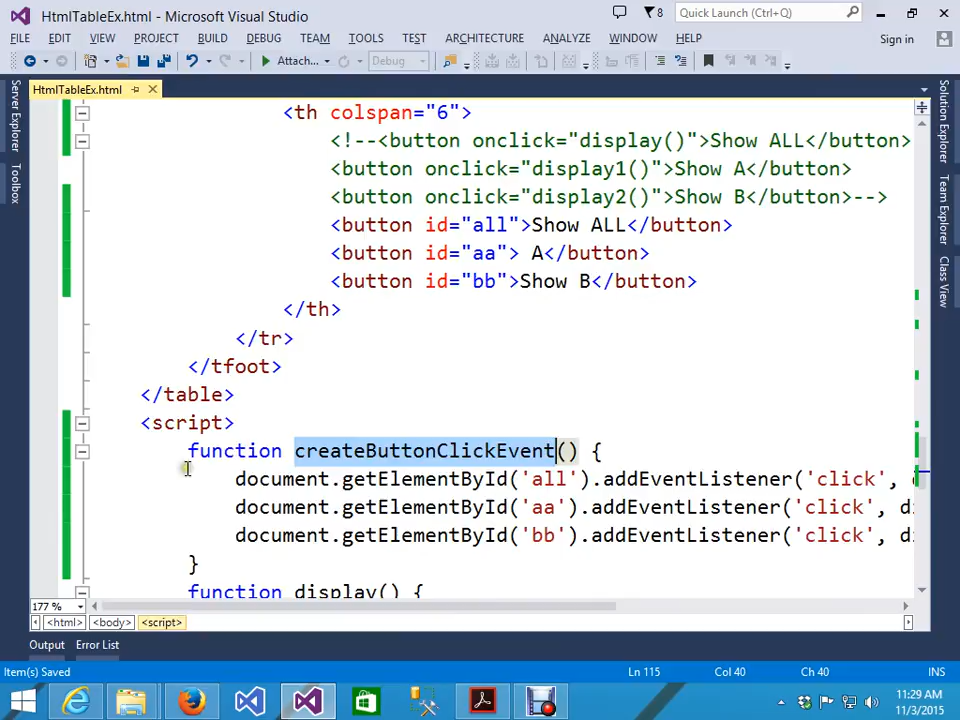 HtmlTableEx.html - Microsoft Visual Studio
8
Quick Launch (Ctrl+Q)
FILE EDIT VIEW PROJECT BUILD DEBUG TEAM TOOLS TEST ARCHITECTURE ANALYZE WINDOW HELP
Sign in
Attach... Debug
HtmlTableEx.html
Server Explorer
Toolbox
Solution Explorer
Team Explorer
Class View
<th colspan="6">
<!--<button onclick="display()">Show ALL</button>
<button onclick="display1()">Show A</button>
<button onclick="display2()">Show B</button>-->
<button id="all">Show ALL</button>
<button id="aa"> A</button>
<button id="bb">Show B</button>
</th>
</tr>
</tfoot>
</table>
<script>
function createButtonClickEvent() {
document.getElementById('all').addEventListener('click',
document.getElementById('aa').addEventListener('click', di
document.getElementById('bb').addEventListener('click', di
}
function display() {
177 %
<html> <body> <script>
Output Error List
Item(s) Saved Ln 115 Col 40 Ch 40 INS
11:29 AM
11/3/2015